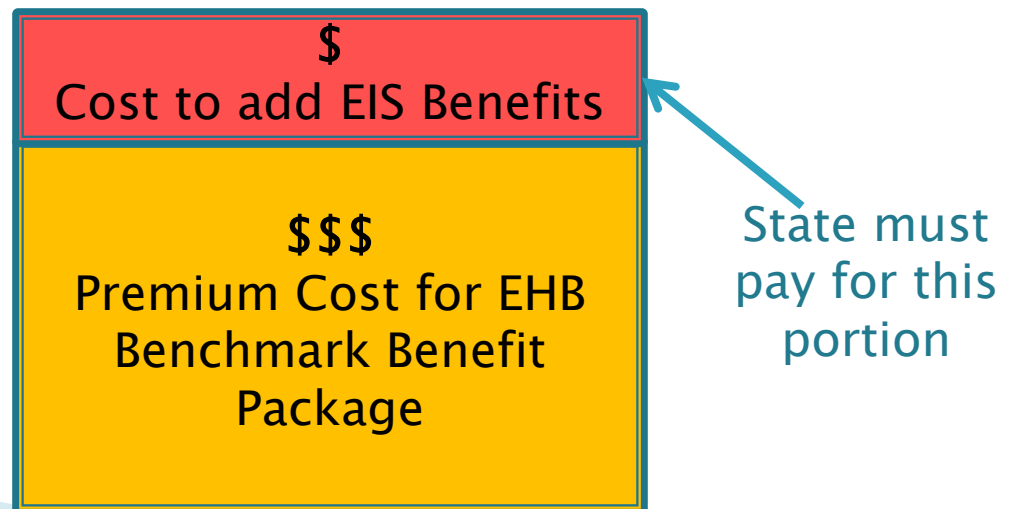 $
Cost to add EIS Benefits
$$$
Premium Cost for EHB
Benchmark Benefit
Package
State must
pay for this
portion